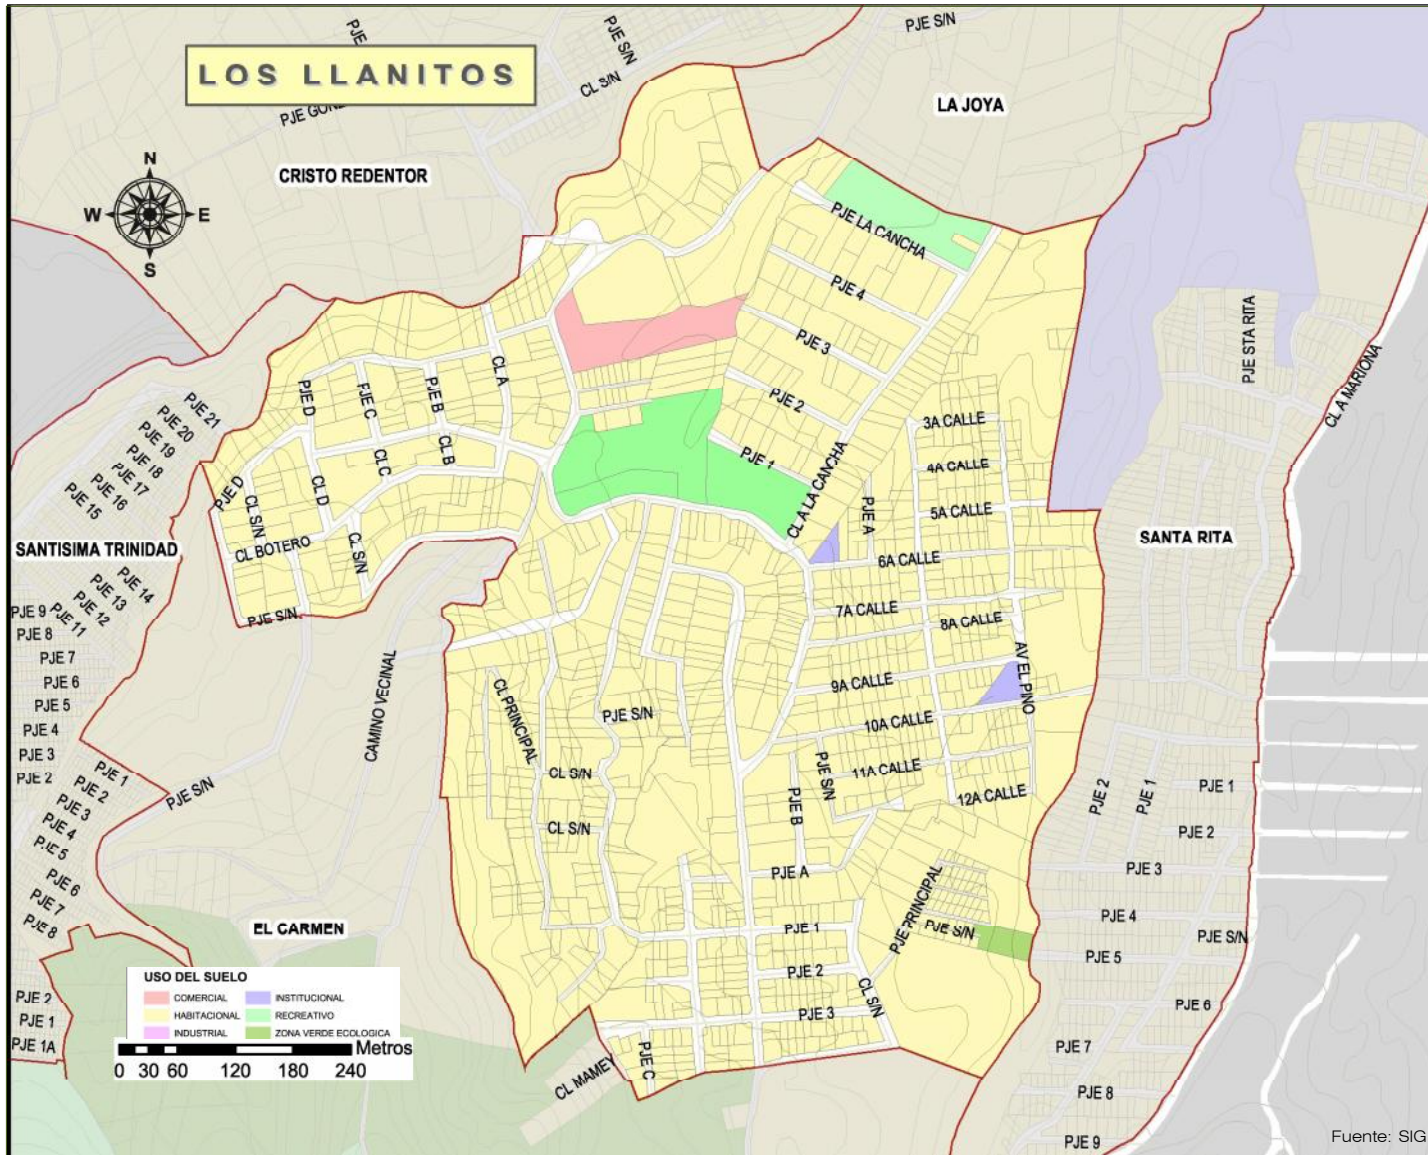 LOS LLANITOS
PJE
PJE S/N
CL S/N
PJE S/N
LA JOYA
CRISTO REDENTOR
N
W
E
S
PJE LA CANCHA
PJE 4
PJE 3
PJE 2
PJE 1
CL A LA CANCHA
PJE STA RITA
CL A MARIONA
CL A
PJE D
PJE C
PJE B
CL B
CL C
CL D
PJE D
CL S/N
CL BOTERO
CL S/N
PJE S/N
PJE 21
PJE 20
PJE 19
PJE 18
PJE 17
PJE 16
PJE 15
SANTISIMA TRINIDAD
PJE 14
PJE 13
PJE 12
PJE 11
PJE 9
PJE 8
PJE 7
PJE 6
PJE 5
PJE 4
PJE 3
PJE 2
PJE 1
PJE 2
PJE 3
PJE 4
PJE 5
PJE 6
PJE 7
PJE 8
PJE 2
PJE 1
PJE 1A
3A CALLE
4A CALLE
5A CALLE
PJE A
6A CALLE
7A CALLE
8A CALLE
9A CALLE
AV EL PINO
10A CALLE
11A CALLE
12A CALLE
SANTA RITA
CAMINO VECINAL
PJE S/N
CL PRINCIPAL
PJE S/N
CL S/N
CL S/N
PJE S/N
PJE B
PJE A
PJE PRINCIPAL
PJE S/N
PJE 1
PJE 2
PJE 3
CL S/N
PJE C
CL MAMEY
EL CARMEN
PJE 2
PJE 1
PJE 1
PJE 2
PJE 3
PJE 4
PJE S/N
PJE 5
PJE 6
PJE 7
PJE 8
PJE 9
USO DEL SUELO
COMERCIAL
INSTITUCIONAL
HABITACIONAL
RECREATIVO
INDUSTRIAL
ZONA VERDE ECOLOGICA
Metros
0 30 60 120 180 240
Fuente: SIG